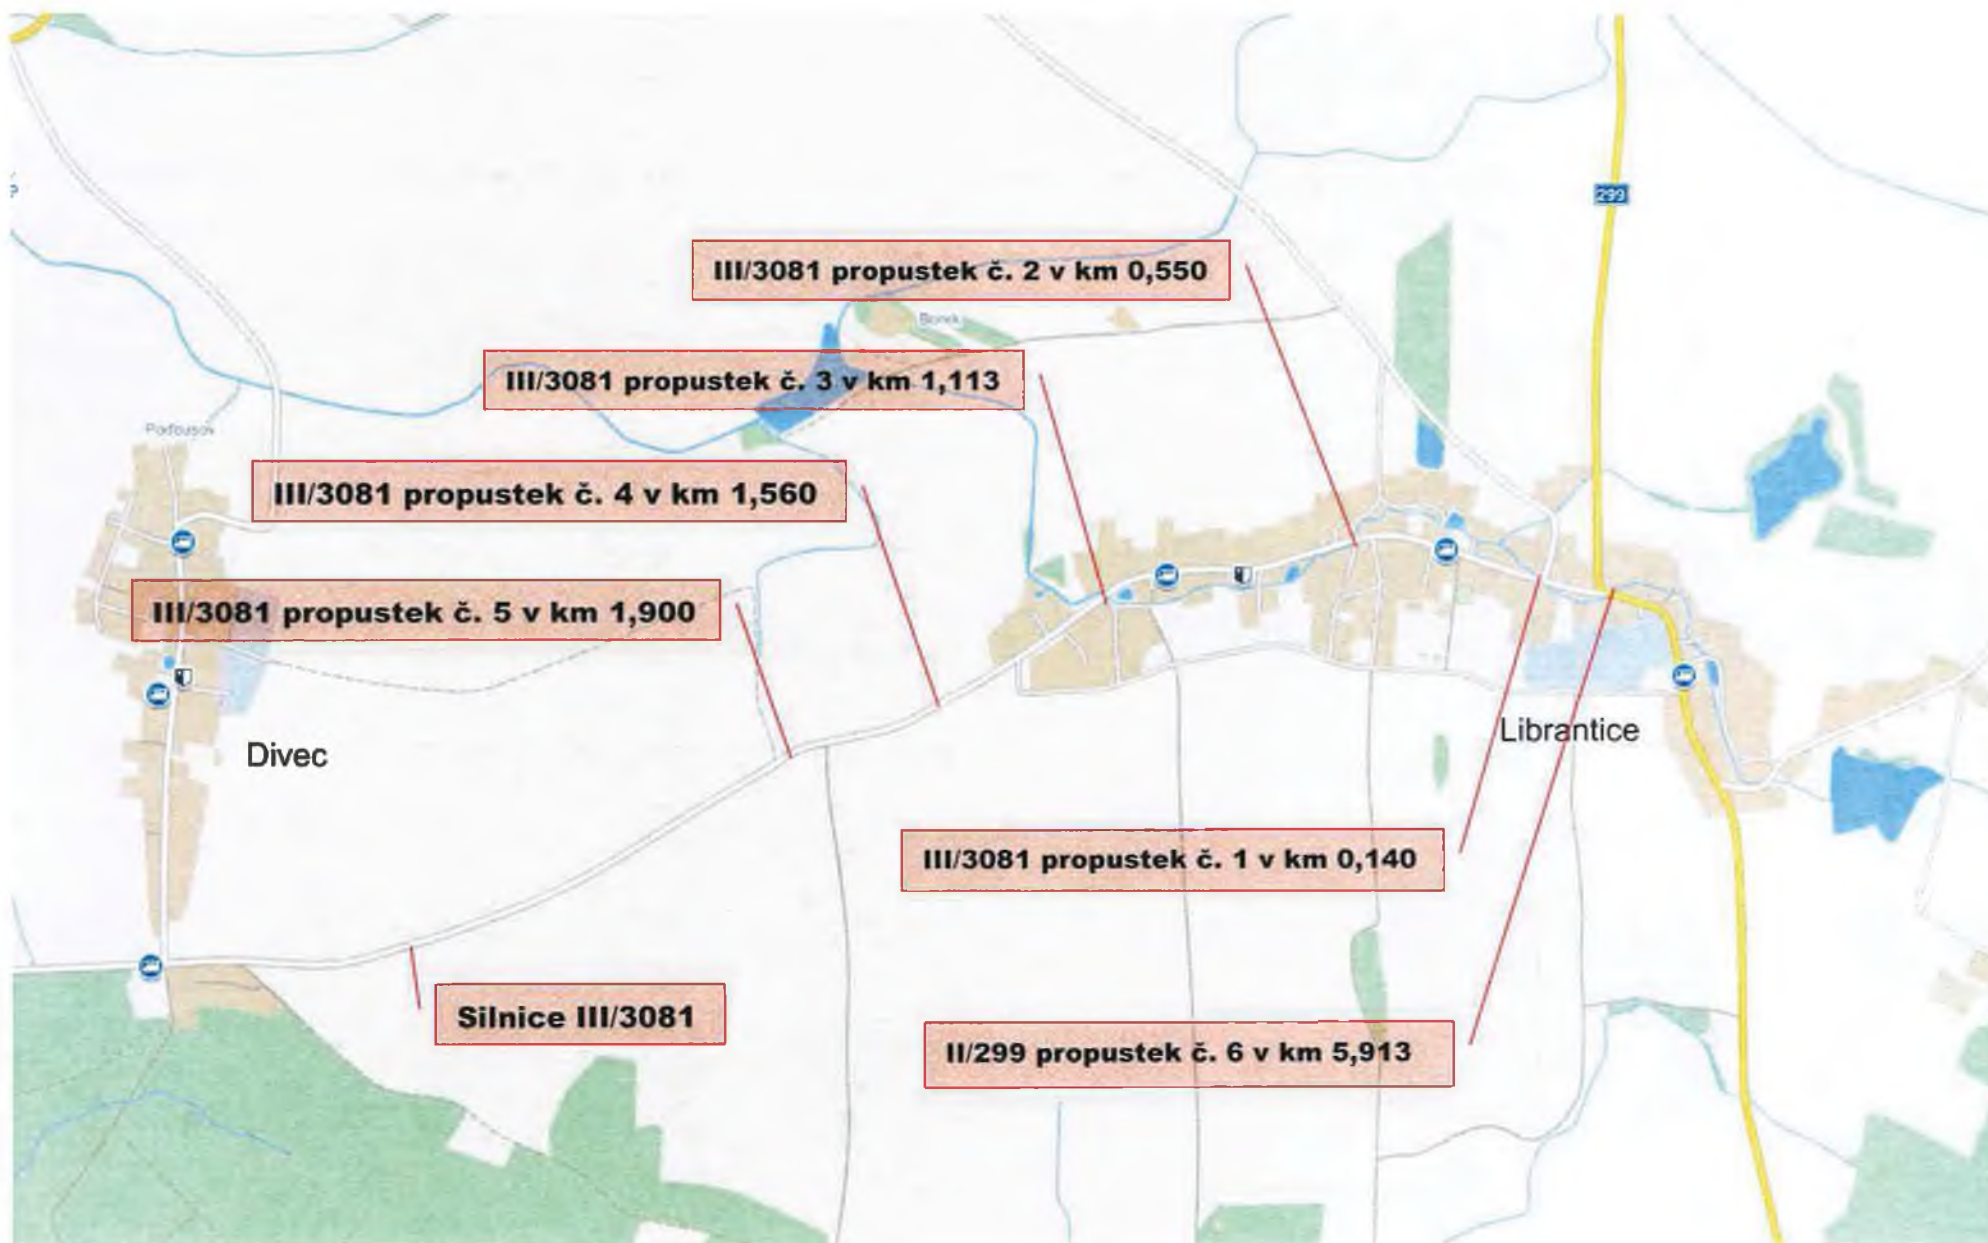 299
III/3081 propustek č. 2 v km 0,550
III/3081 propustek č. 3 v km 1,113
III/3081 propustek č. 4 v km 1,560
III/3081 propustek č. 5 v km 1,900
Divec
Librantice
III/3081 propustek č. 1 v km 0,140
Silnice III/3081
II/299 propustek č. 6 v km 5,913